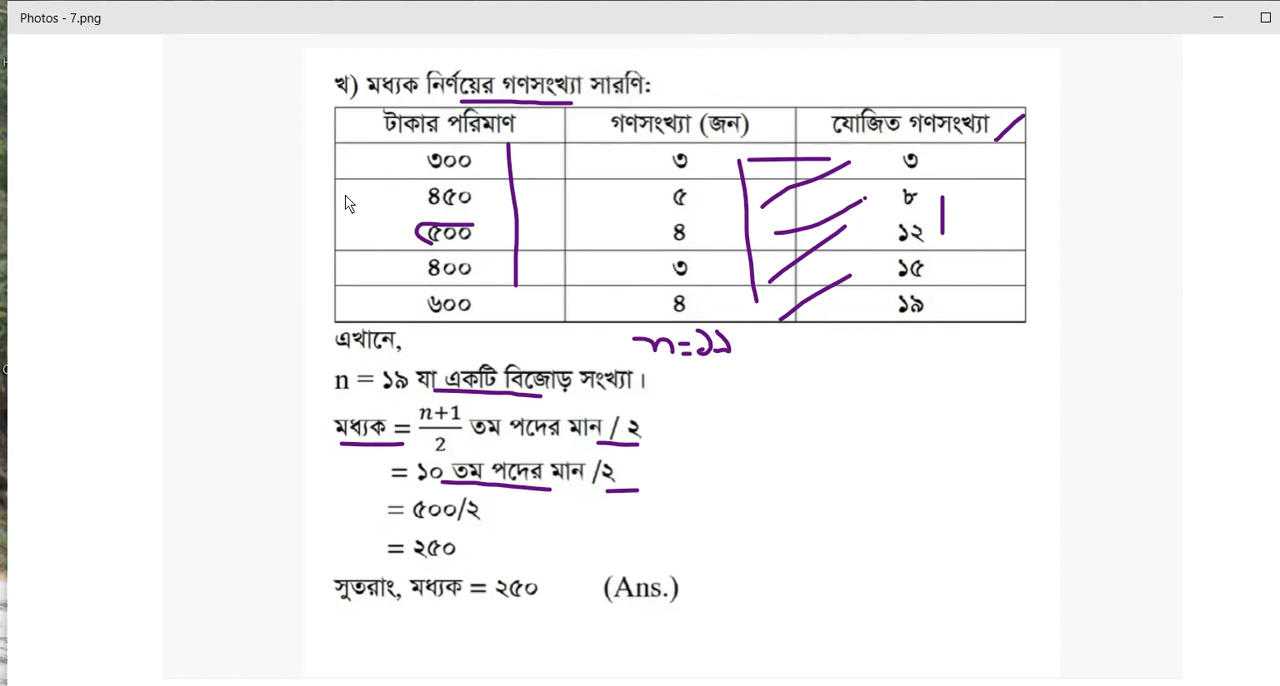 Photos - 7.png
খ) মধ্যক নির্ণয়ের গণসংখ্যা সারণি:
টাকার পরিমাণ গণসংখ্যা (জন) যোজিত গণসংখ্যা
৩০০ ৩ ৩
৪৫০ ৫ ৮
৫০০ ৪ ১২
৪০০ ৩ ১৫
৬০০ ৪ ১৯
এখানে,
n = ১৯
n = ১৯ যা একটি বিজোড় সংখ্যা।
মধ্যক = n+1/2 তম পদের মান / ২
= ১০ তম পদের মান /২
= ৫০০/২
= ২৫০
সুতরাং, মধ্যক = ২৫০ (Ans.)